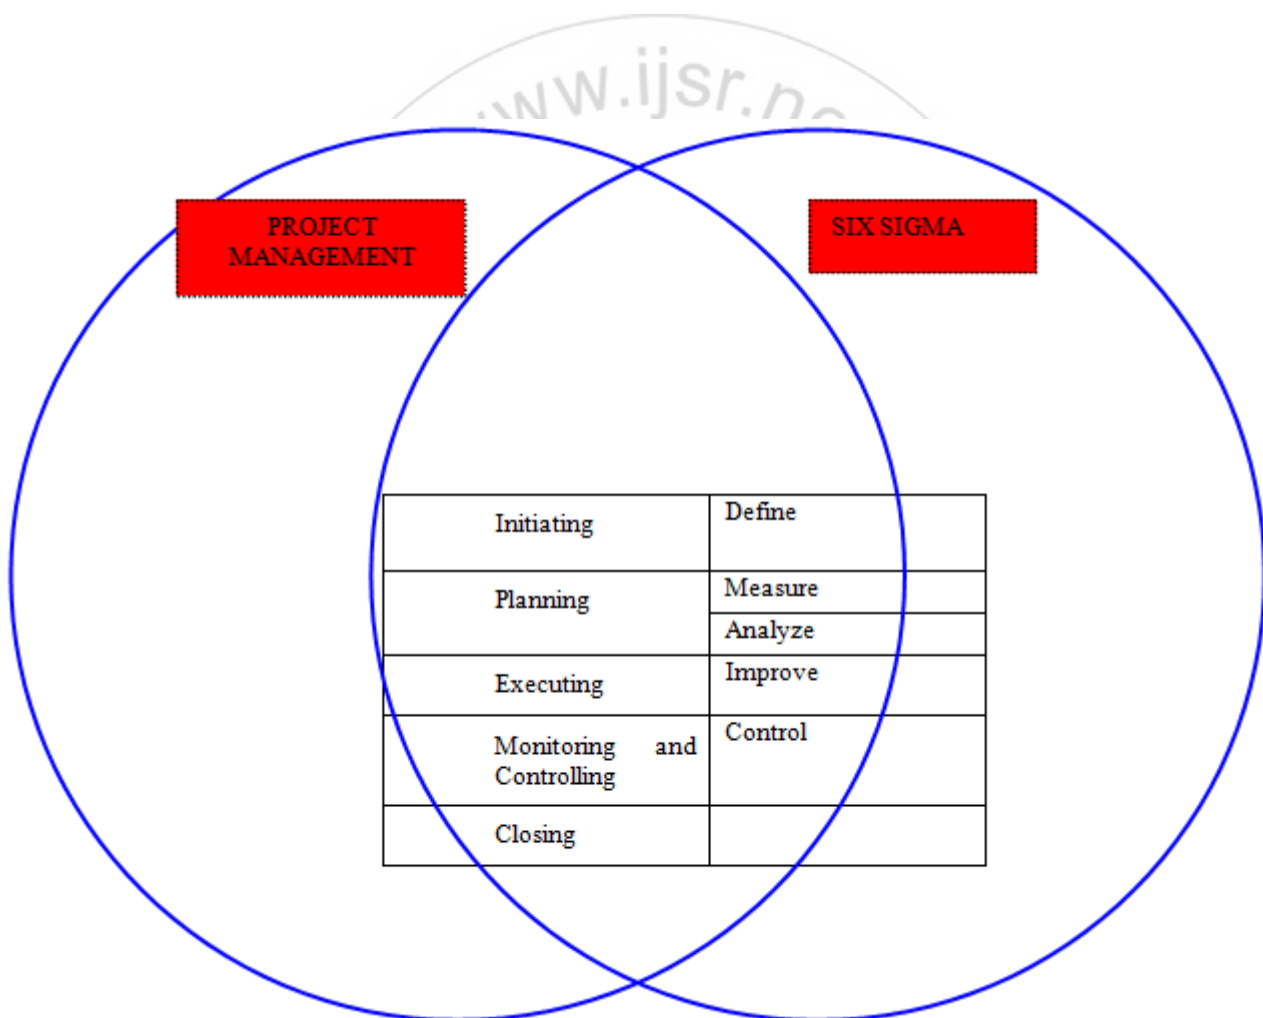 www.ijsr.ne
PROJECT
MANAGEMENT
SIX SIGMA
Initiating
Define
Planning
Measure
Analyze
Executing
Improve
Monitoring and
Controlling
Control
Closing